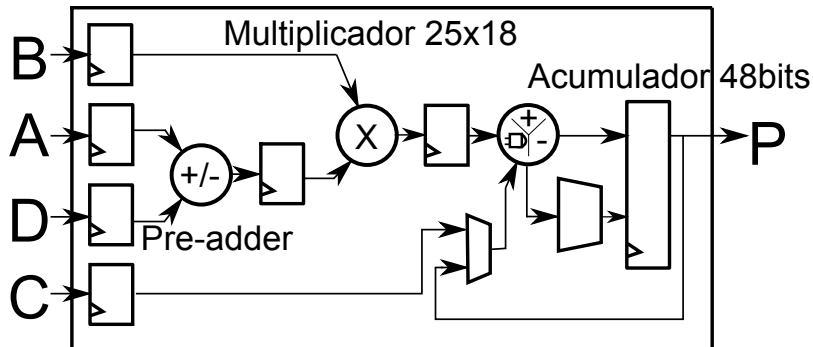 Multiplicador 25x18
B
Acumulador 48bits
A
+
-
X
P
+/-
D
Pre-adder
C